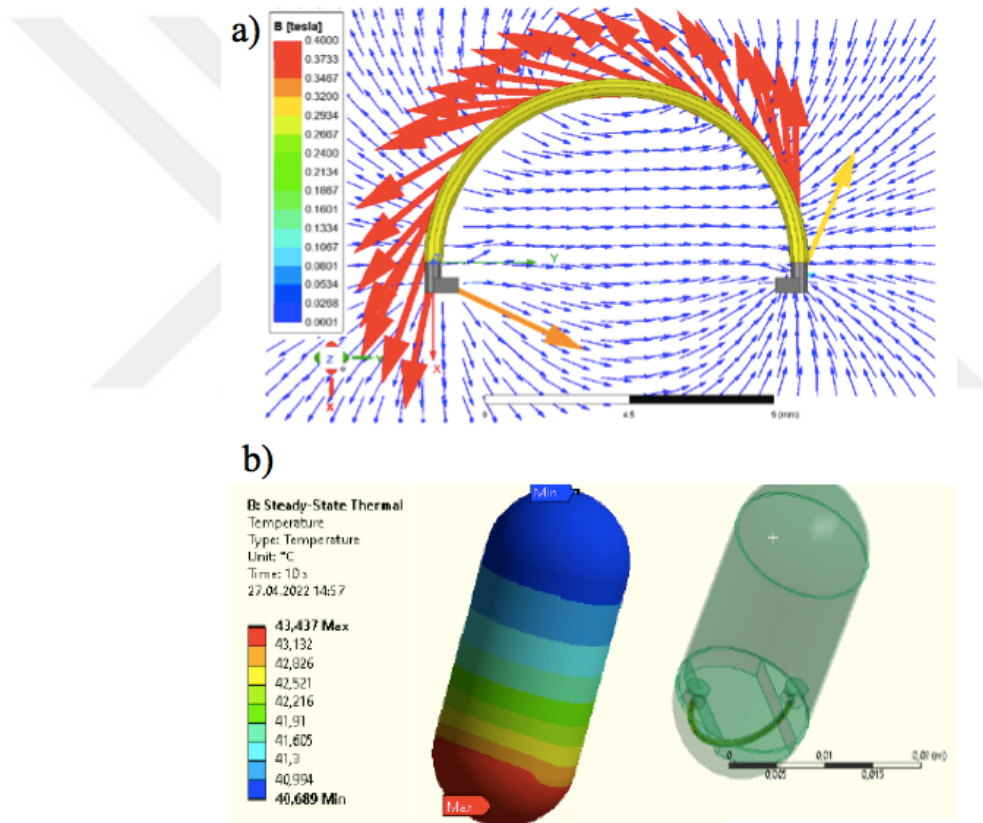 a)
B [tesla]
0.4000
0.3733
0.3467
0.3200
0.2934
0.2667
0.2400
0.2134
0.1867
0.1601
0.1334
0.1067
0.0801
0.0534
0.0268
0.0001
Y
X
Z
Y
X
0
4.5
9 (mm)
b)
B: Steady-State Thermal
Temperature
Type: Temperature
Unit: °C
Time: 10 s
27.04.2022 14:57
43,437 Max
43,132
42,826
42,521
42,216
41,91
41,605
41,3
40,994
40,689 Min
Min
Max
0
0,01
0,02 (m)
0,005
0,015